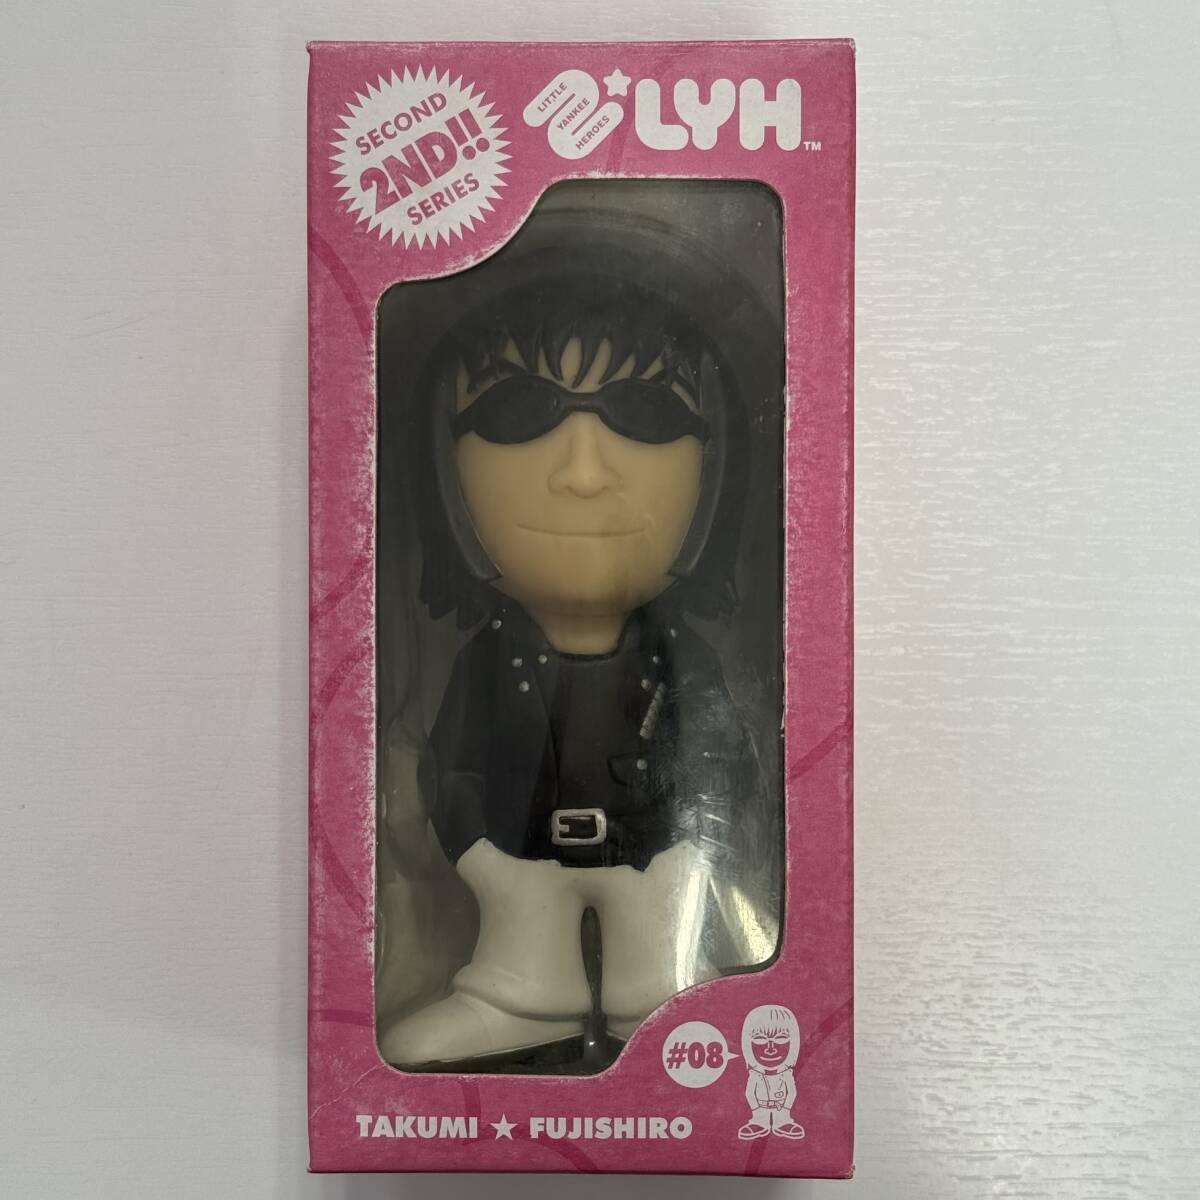 SECOND
2ND!!
SERIES
LITTLE
YANKEE
HEROES
LYH TM
#08
TAKUMI ★ FUJISHIRO